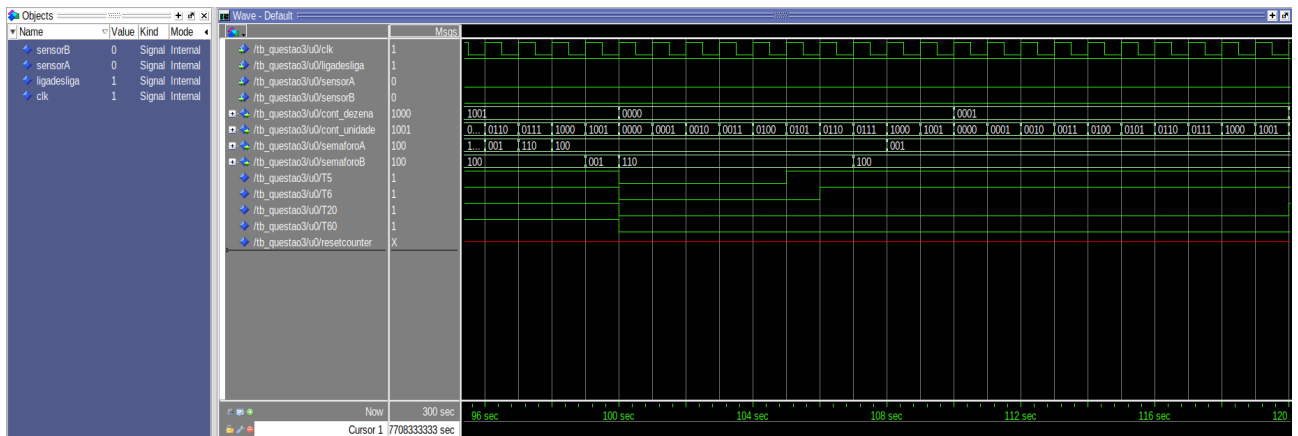 Objects
Name Value Kind Mode
sensorB 0 Signal Internal
sensorA 0 Signal Internal
ligadesliga 1 Signal Internal
clk 1 Signal Internal
Wave - Default
Msgs
/tb_questao3/u0/clk 1
/tb_questao3/u0/ligadesliga 1
/tb_questao3/u0/sensorA 0
/tb_questao3/u0/sensorB 0
/tb_questao3/u0/cont_dezena 1000 1001 0000 0001
/tb_questao3/u0/cont_unidade 1001 0... 0110 0111 1000 1001 0000 0001 0010 0011 0100 0101 0110 0111 1000 1001 0000 0001 0010 0011 0100 0101 0110 0111 1000 1001
/tb_questao3/u0/semaforoA 100 1... 001 110 100 001
/tb_questao3/u0/semaforoB 100 100 001 110 100
/tb_questao3/u0/T5 1
/tb_questao3/u0/T6 1
/tb_questao3/u0/T20 1
/tb_questao3/u0/T60 1
/tb_questao3/u0/resetcounter X
Now 300 sec 96 sec 100 sec 104 sec 108 sec 112 sec 116 sec 120
Cursor 1 7708333333 sec